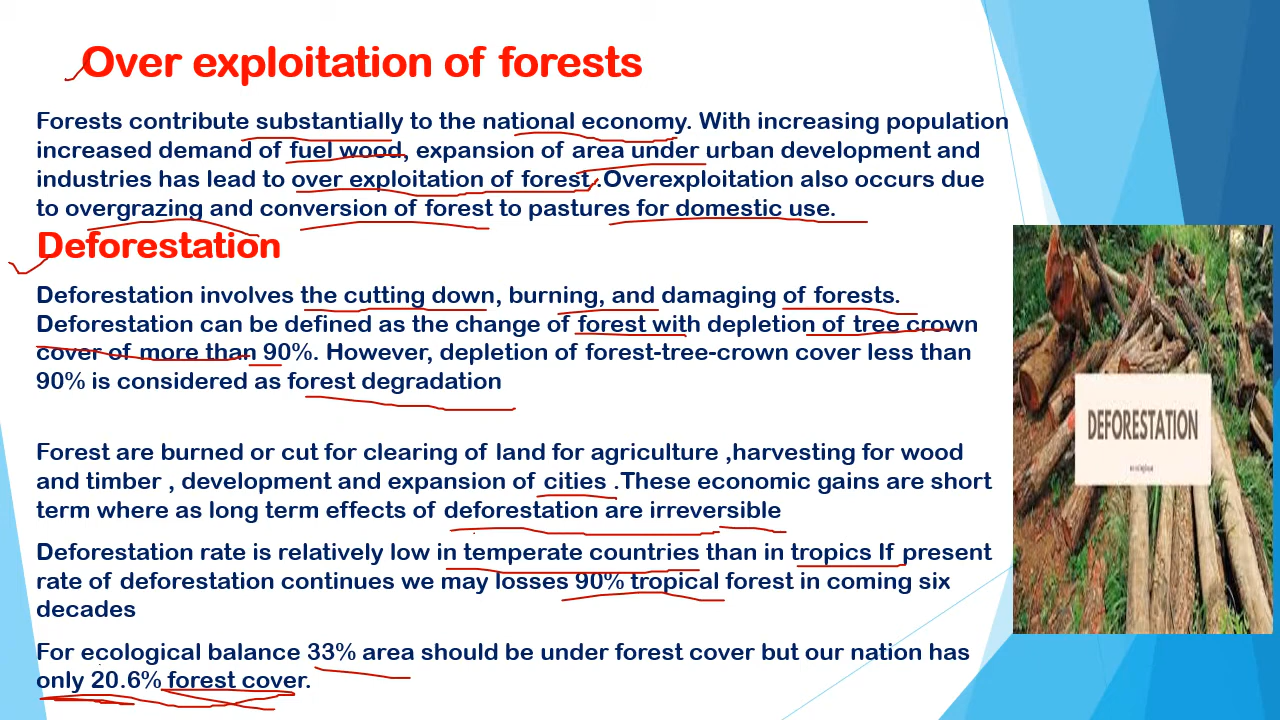 Over exploitation of forests
Forests contribute substantially to the national economy. With increasing population
increased demand of fuel wood, expansion of area under urban development and
industries has lead to over exploitation of forest .Overexploitation also occurs due
to overgrazing and conversion of forest to pastures for domestic use.
Deforestation
Deforestation involves the cutting down, burning, and damaging of forests.
Deforestation can be defined as the change of forest with depletion of tree crown
cover of more than 90%. However, depletion of forest-tree-crown cover less than
90% is considered as forest degradation
DEFORESTATION
Forest are burned or cut for clearing of land for agriculture ,harvesting for wood
and timber , development and expansion of cities .These economic gains are short
term where as long term effects of deforestation are irreversible
Deforestation rate is relatively low in temperate countries than in tropics If present
rate of deforestation continues we may losses 90% tropical forest in coming six
decades
For ecological balance 33% area should be under forest cover but our nation has
only 20.6% forest cover.